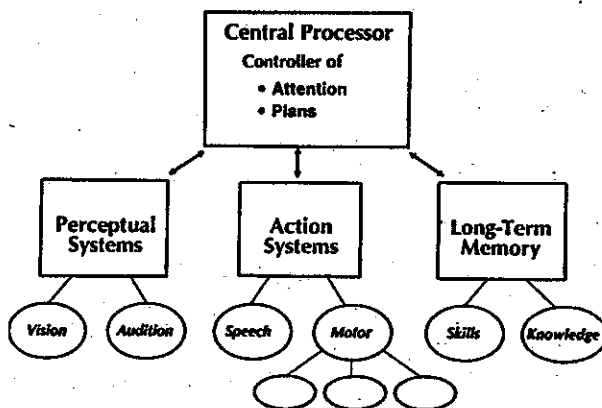 Central Processor
Controller of
• Attention
• Plans
Perceptual
Systems
Action
Systems
Long-Term
Memory
Vision
Audition
Speech
Motor
Skills
Knowledge